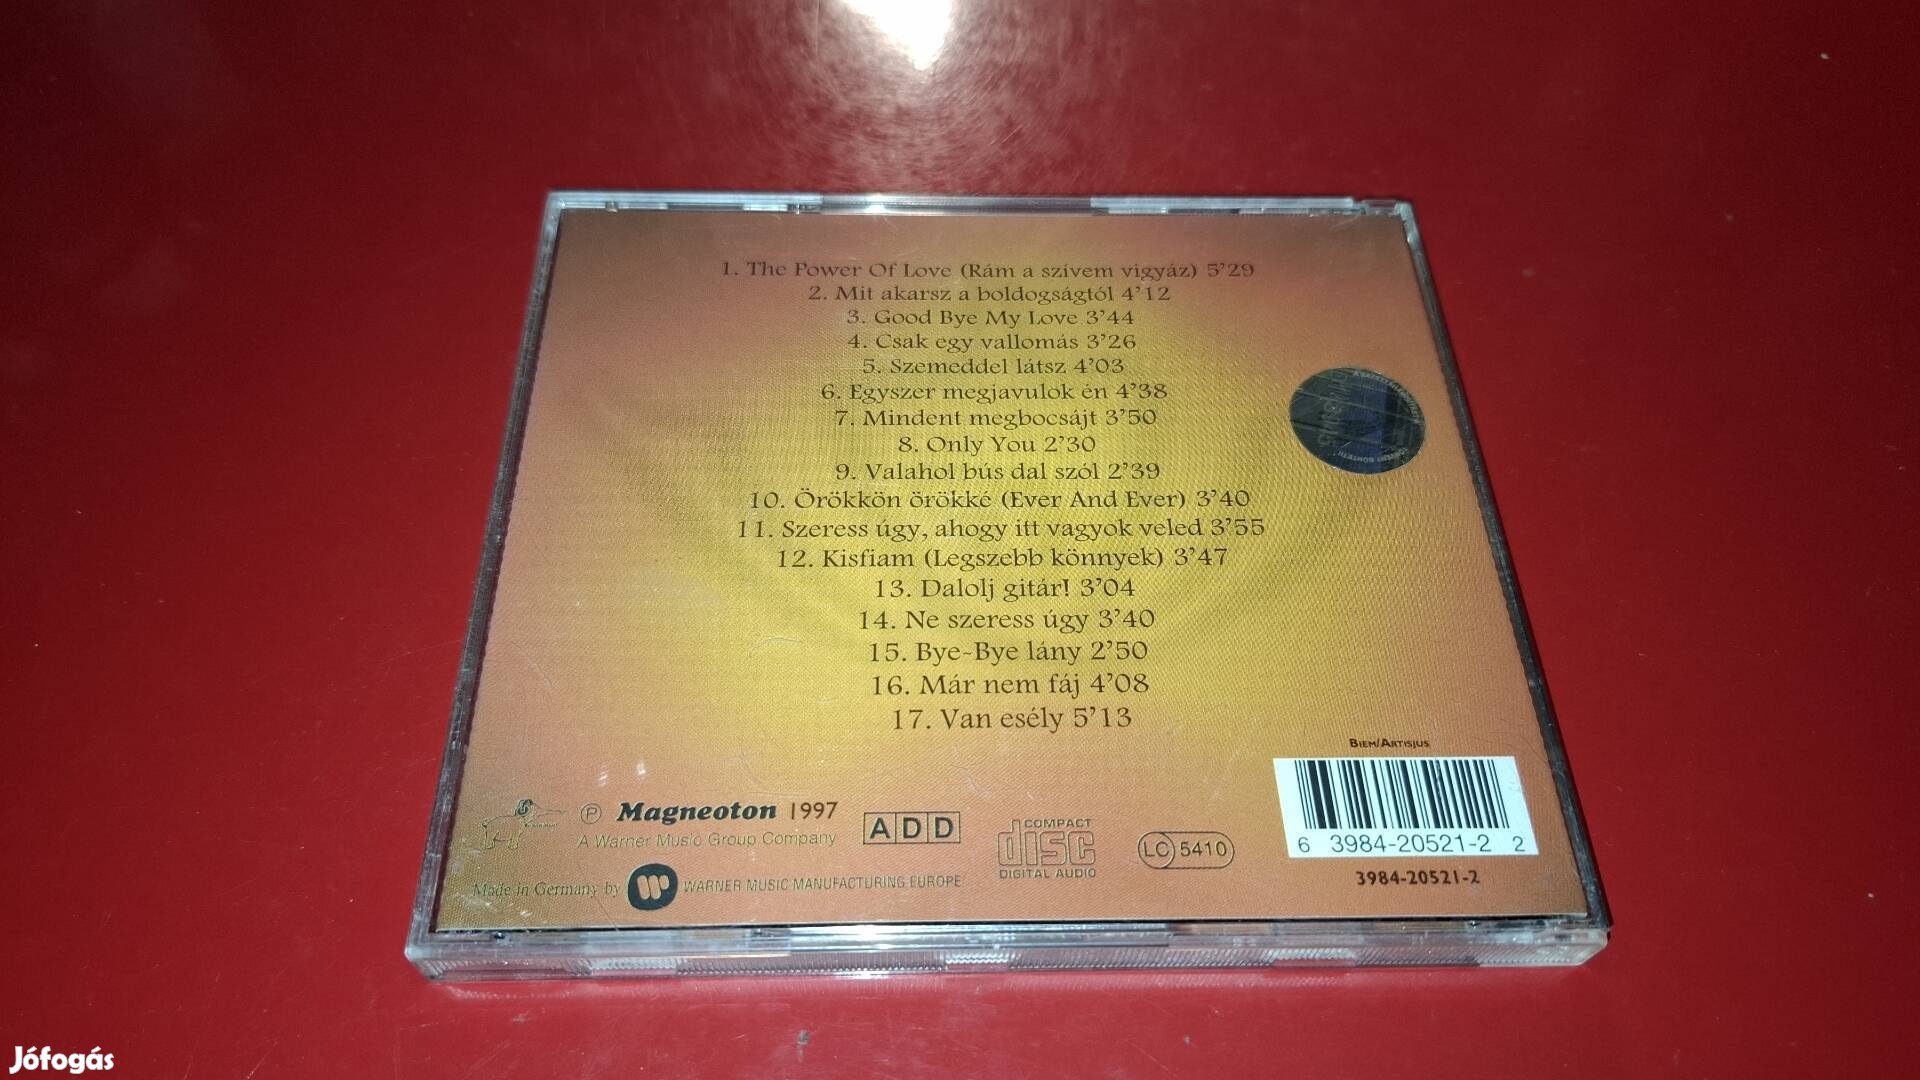 1. The Power Of Love (Rám a szívem vigyáz) 5'29
2. Mit akarsz a boldogságtól 4'12
3. Good Bye My Love 3'44
4. Csak egy vallomás 3'26
5. Szemeddel látsz 4'03
6. Egyszer megjavulok én 4'38
7. Mindent megbocsájt 3'50
8. Only You 2'30
9. Valahol bús dal szól 2'39
10. Örökkön örökké (Ever And Ever) 3'40
11. Szeress úgy, ahogy itt vagyok veled 3'55
12. Kisfiam (Legszebb könnyek) 3'47
13. Dalolj gitár! 3'04
14. Ne szeress úgy 3'40
15. Bye-Bye lány 2'50
16. Már nem fáj 4'08
17. Van esély 5'13
Biem/Artisjus
Ⓟ Magneoton 1997
A Warner Music Group Company
ADD
COMPACT
disc
DIGITAL AUDIO
LC 5410
6 3984-20521-2 2
3984-20521-2
Made in Germany by WARNER MUSIC MANUFACTURING EUROPE
Jófogás